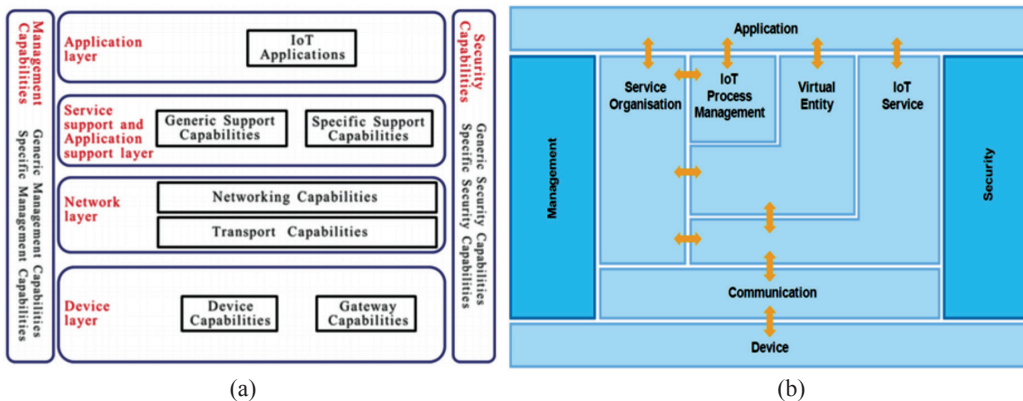 Management
Capabilities
Generic Management Capabilities
Specific Management Capabilities
Application
layer
IoT
Applications
Service
support and
Application
support layer
Generic Support
Capabilities
Specific Support
Capabilities
Network
layer
Networking Capabilities
Transport Capabilities
Device
layer
Device
Capabilities
Gateway
Capabilities
Security
Capabilities
Generic Security Capabilities
Specific Security Capabilities
(a)
Application
Management
Service
Organisation
IoT
Process
Management
Virtual
Entity
IoT
Service
Security
Communication
Device
(b)